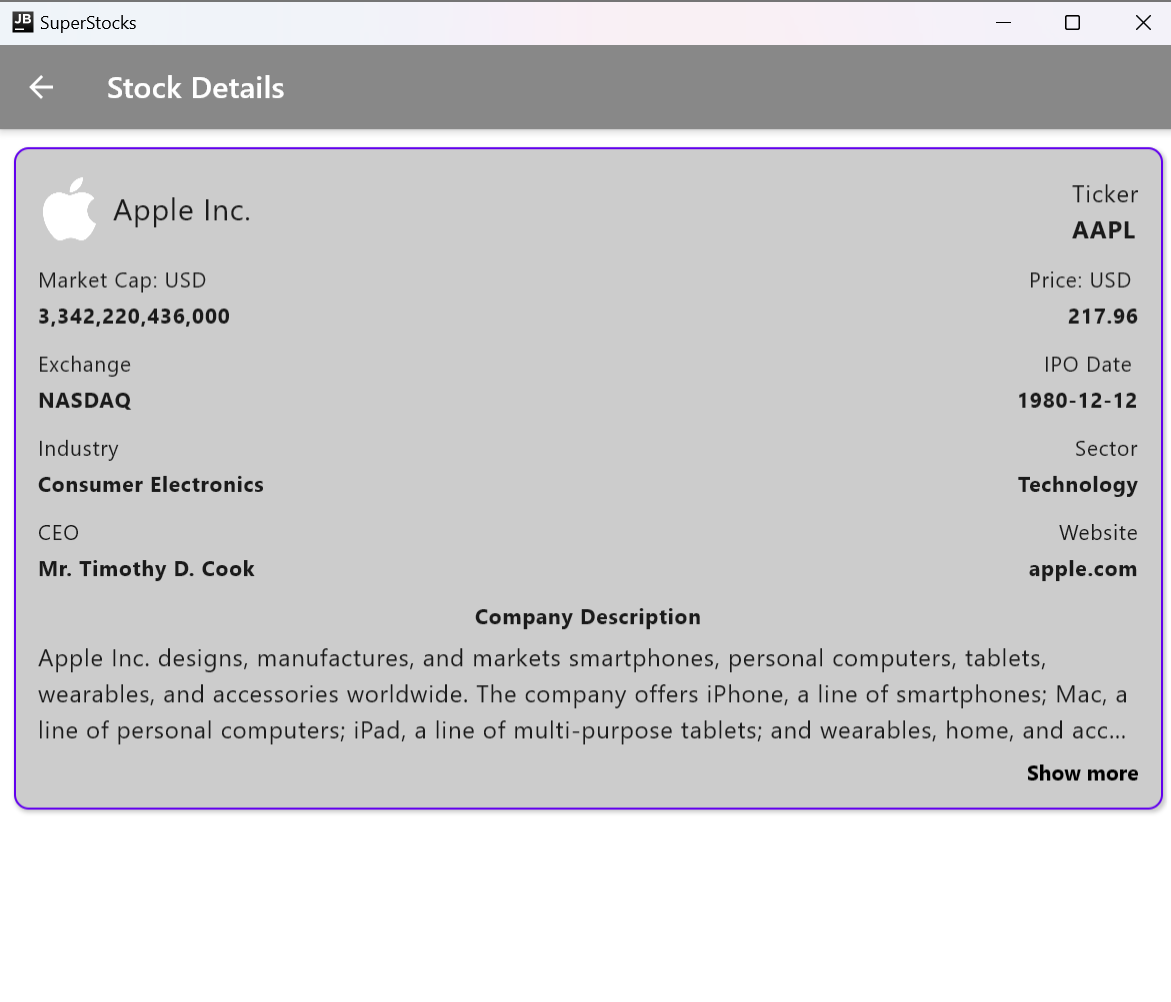 JB SuperStocks
Stock Details
Apple Inc.
Ticker
AAPL
Market Cap: USD
3,342,220,436,000
Price: USD
217.96
Exchange
NASDAQ
IPO Date
1980-12-12
Industry
Consumer Electronics
Sector
Technology
CEO
Mr. Timothy D. Cook
Website
apple.com
Company Description
Apple Inc. designs, manufactures, and markets smartphones, personal computers, tablets,
wearables, and accessories worldwide. The company offers iPhone, a line of smartphones; Mac, a
line of personal computers; iPad, a line of multi-purpose tablets; and wearables, home, and acc...
Show more